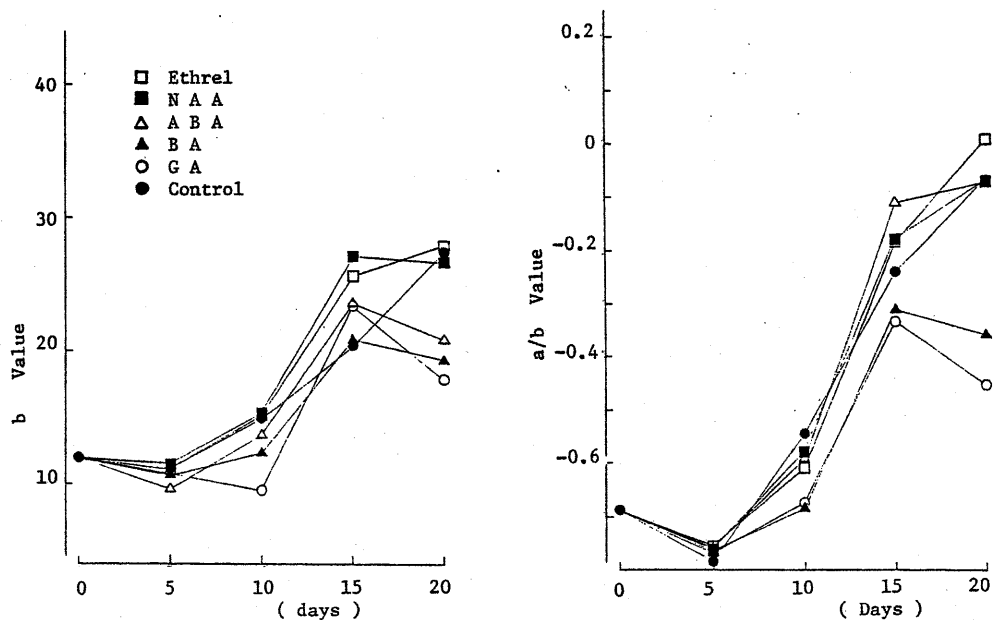 b Value
40
30
20
10
□ Ethrel
■ N A A
△ A B A
▲ B A
○ G A
● Control
0 5 10 15 20
( days )
a/b Value
0.2
0
-0.2
-0.4
-0.6
0 5 10 15 20
( Days )